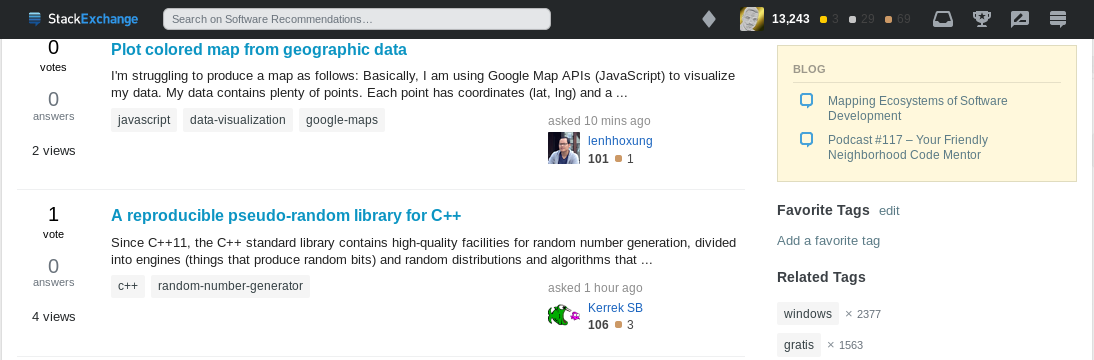 StackExchange
Search on Software Recommendations…
13,243 3 29 69
0
votes
0
answers
2 views
Plot colored map from geographic data
I'm struggling to produce a map as follows: Basically, I am using Google Map APIs (JavaScript) to visualize
my data. My data contains plenty of points. Each point has coordinates (lat, lng) and a ...
javascript data-visualization google-maps
asked 10 mins ago
lenhhoxung
101 1
1
vote
0
answers
4 views
A reproducible pseudo-random library for C++
Since C++11, the C++ standard library contains high-quality facilities for random number generation, divided
into engines (things that produce random bits) and random distributions and algorithms that ...
c++ random-number-generator
asked 1 hour ago
Kerrek SB
106 3
BLOG
Mapping Ecosystems of Software
Development
Podcast #117 – Your Friendly
Neighborhood Code Mentor
Favorite Tags edit
Add a favorite tag
Related Tags
windows × 2377
gratis × 1563